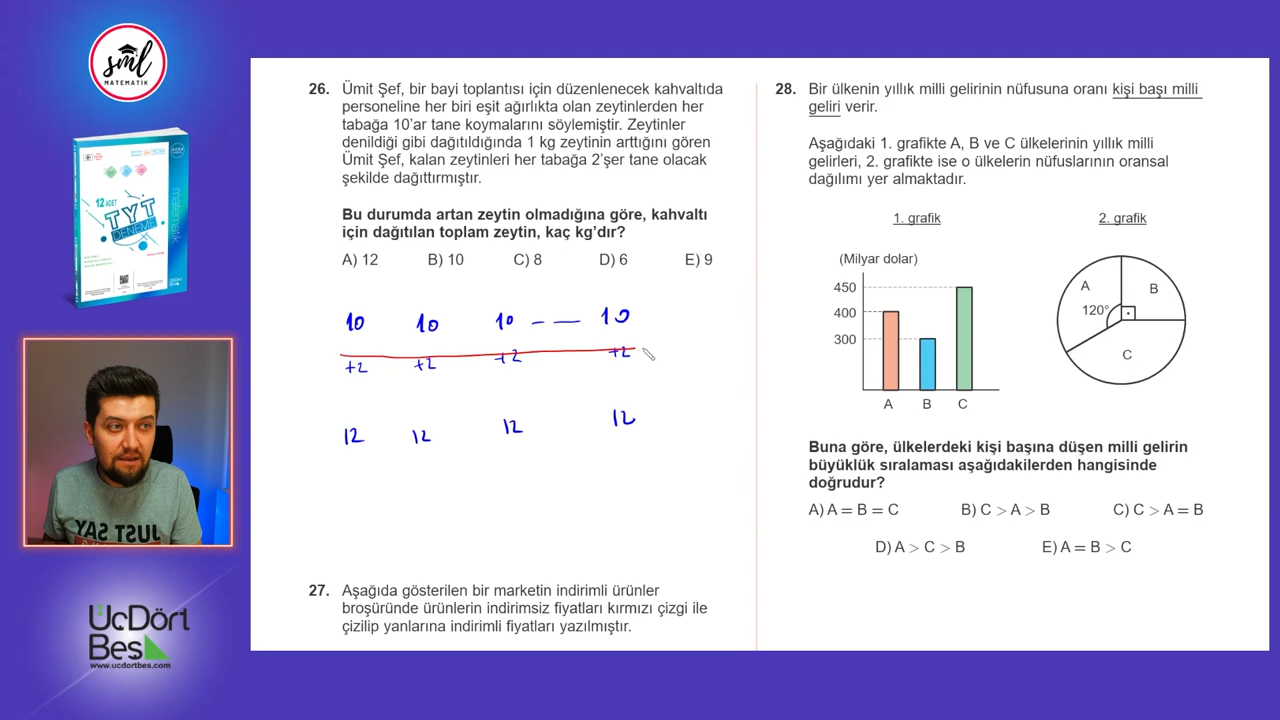 sml
MATEMATİK
12 ADET
TYT
DENEME
matematik
UcDört
Bes
www.ucdortbes.com
26. Ümit Şef, bir bayi toplantısı için düzenlenecek kahvaltıda
personeline her biri eşit ağırlıkta olan zeytinlerden her
tabağa 10’ar tane koymalarını söylemiştir. Zeytinler
denildiği gibi dağıtıldığında 1 kg zeytinin arttığını gören
Ümit Şef, kalan zeytinleri her tabağa 2’şer tane olacak
şekilde dağıttırmıştır.
Bu durumda artan zeytin olmadığına göre, kahvaltı
için dağıtılan toplam zeytin, kaç kg’dır?
A) 12 B) 10 C) 8 D) 6 E) 9
10 10 10 – — 10
+2 +2 +2 +2
12 12 12 12
27. Aşağıda gösterilen bir marketin indirimli ürünler
broşüründe ürünlerin indirimsiz fiyatları kırmızı çizgi ile
çizilip yanlarına indirimli fiyatları yazılmıştır.
28. Bir ülkenin yıllık milli gelirinin nüfusuna oranı kişi başı milli
geliri verir.
Aşağıdaki 1. grafikte A, B ve C ülkelerinin yıllık milli
gelirleri, 2. grafikte ise o ülkelerin nüfuslarının oransal
dağılımı yer almaktadır.
1. grafik 2. grafik
(Milyar dolar)
450
400
300
A B C
A B
120°
C
Buna göre, ülkelerdeki kişi başına düşen milli gelirin
büyüklük sıralaması aşağıdakilerden hangisinde
doğrudur?
A) A = B = C B) C > A > B C) C > A = B
D) A > C > B E) A = B > C